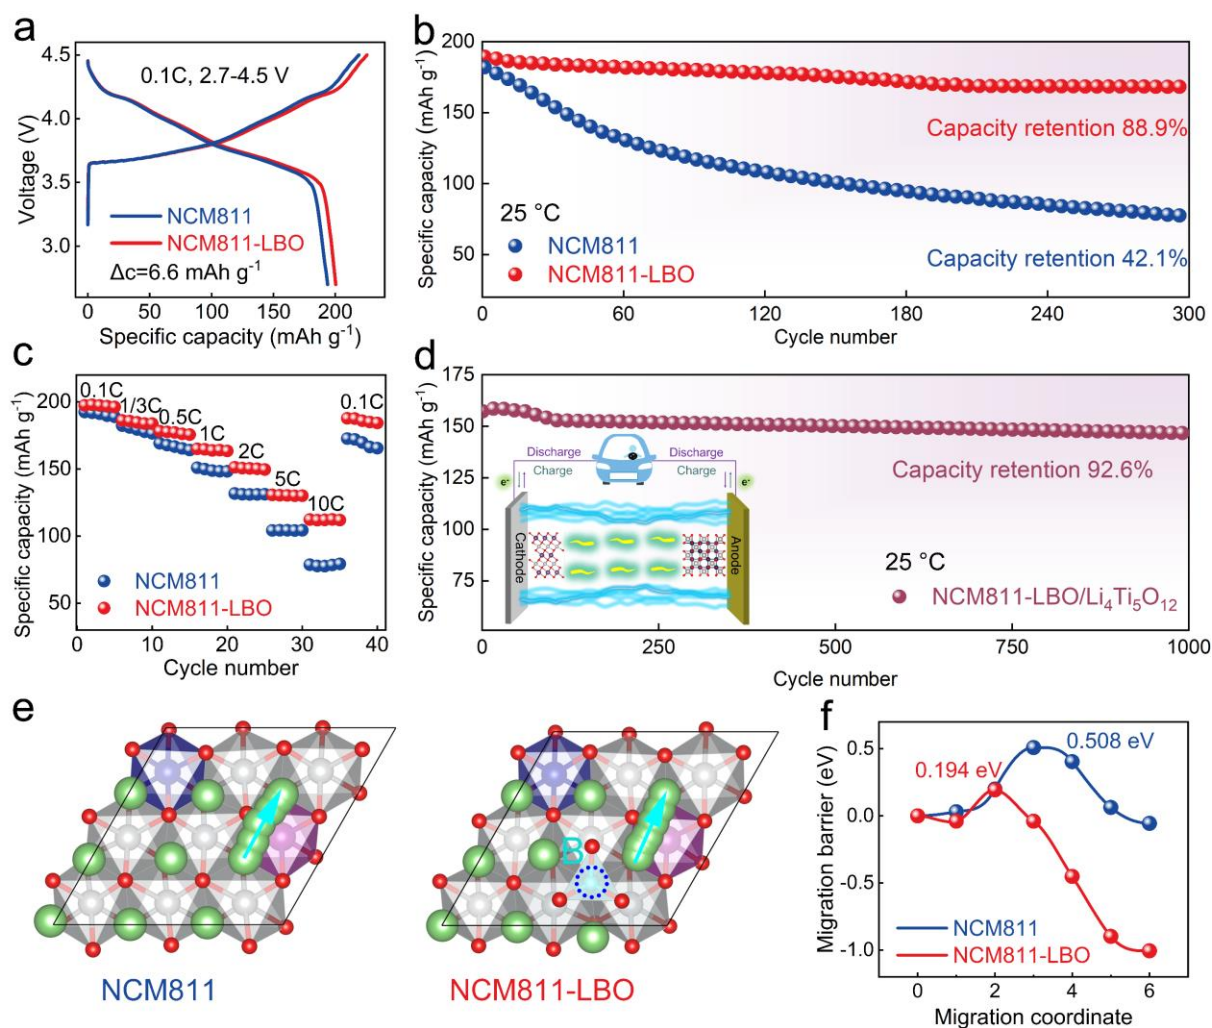 a
4.5
4.0
3.5
3.0
Voltage (V)
0.1C, 2.7-4.5 V
NCM811
NCM811-LBO
Δc=6.6 mAh g⁻¹
0
50
100
150
200
Specific capacity (mAh g⁻¹)
b
200
150
100
50
Specific capacity (mAh g⁻¹)
Capacity retention 88.9%
25 °C
NCM811
NCM811-LBO
Capacity retention 42.1%
0
60
120
180
240
300
Cycle number
c
200
150
100
50
Specific capacity (mAh g⁻¹)
0.1C
1/3C
0.5C
1C
2C
5C
10C
0.1C
NCM811
NCM811-LBO
0
10
20
30
40
Cycle number
d
175
150
125
100
75
Specific capacity (mAh g⁻¹)
Discharge
Charge
Discharge
Charge
e⁻
e⁻
Cathode
Anode
Capacity retention 92.6%
25 °C
NCM811-LBO/Li₄Ti₅O₁₂
0
250
500
750
1000
Cycle number
e
B
NCM811
NCM811-LBO
f
0.5
0.0
-0.5
-1.0
Migration barrier (eV)
0.508 eV
0.194 eV
NCM811
NCM811-LBO
0
2
4
6
Migration coordinate